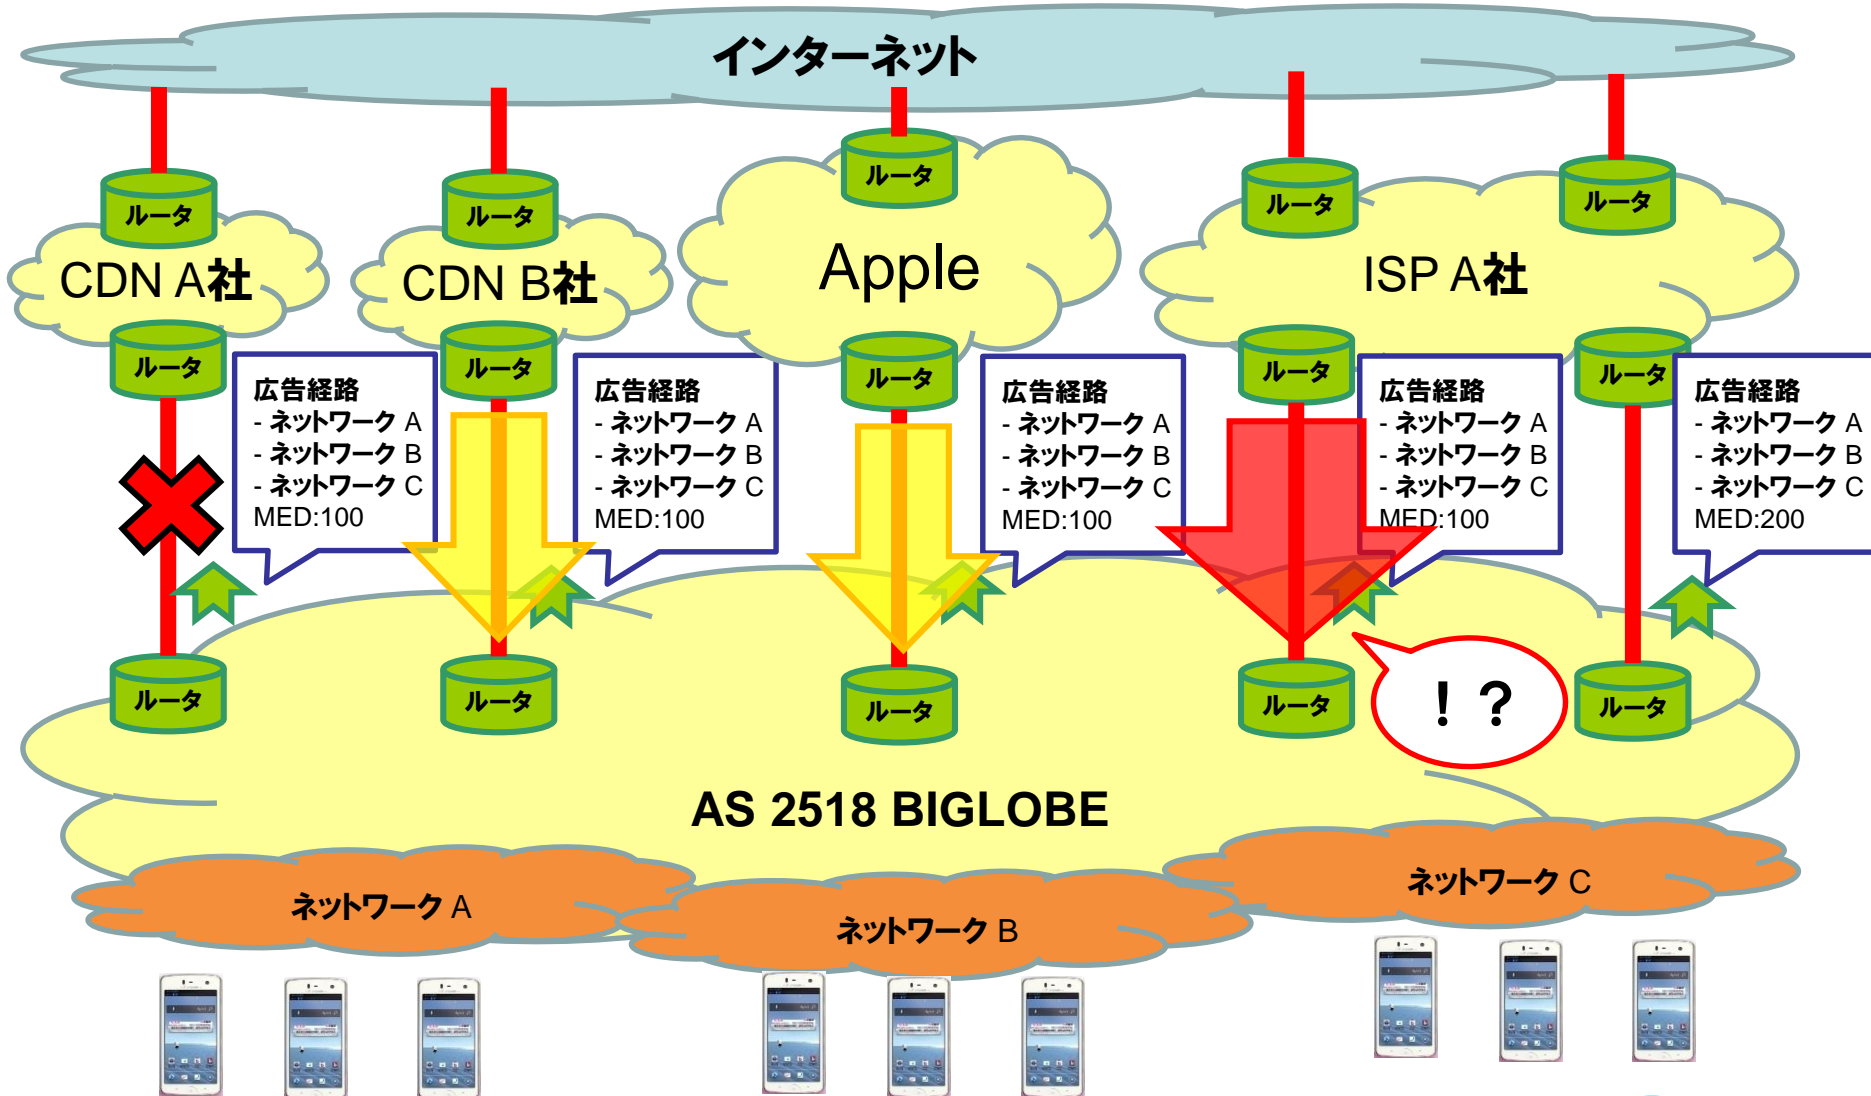 インターネット
ルータ
ルータ
ルータ
ルータ
ルータ
CDN A社
CDN B社
Apple
ISP A社
ルータ
ルータ
ルータ
ルータ
ルータ
広告経路
- ネットワーク A
- ネットワーク B
- ネットワーク C
MED:100
広告経路
- ネットワーク A
- ネットワーク B
- ネットワーク C
MED:100
広告経路
- ネットワーク A
- ネットワーク B
- ネットワーク C
MED:100
広告経路
- ネットワーク A
- ネットワーク B
- ネットワーク C
MED:100
広告経路
- ネットワーク A
- ネットワーク B
- ネットワーク C
MED:200
ルータ
ルータ
ルータ
ルータ
ルータ
！？
AS 2518 BIGLOBE
ネットワーク A
ネットワーク B
ネットワーク C